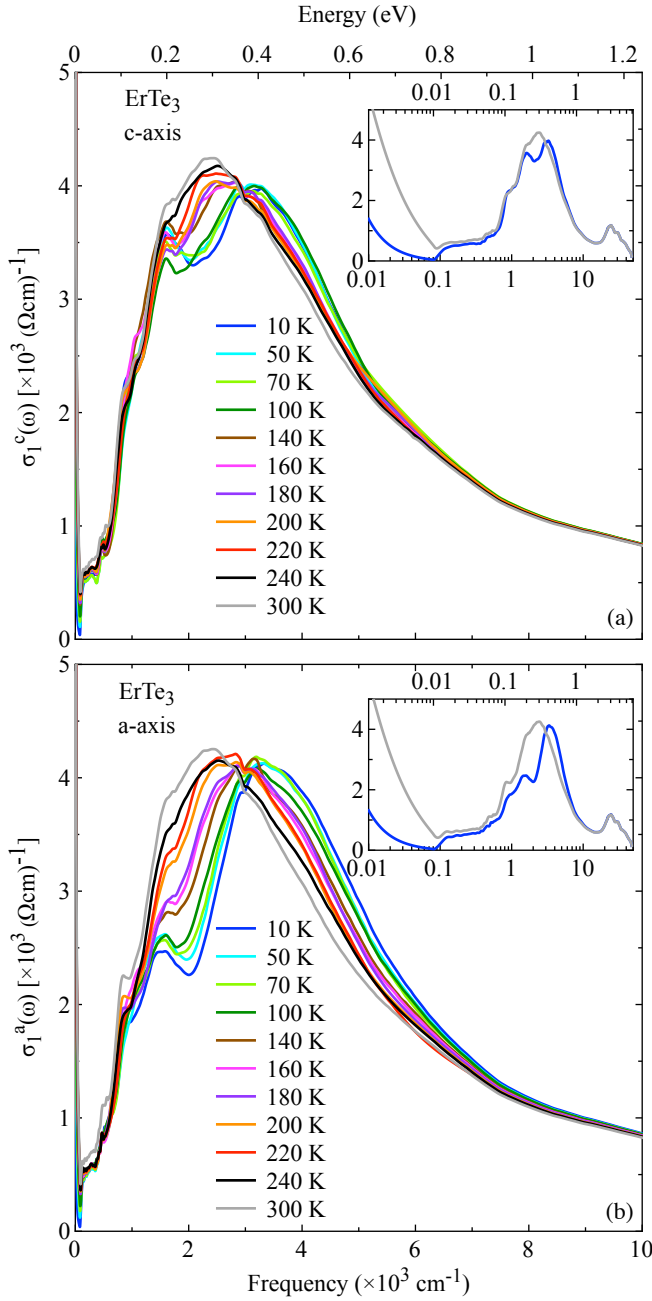 Energy (eV)
0 0.2 0.4 0.6 0.8 1 1.2
ErTe3
c-axis
0.01 0.1 1
4
2
0
0.01 0.1 1 10
5
4
3
2
1
0
σ1c(ω) [×10³ (Ωcm)⁻¹
10 K
50 K
70 K
100 K
140 K
160 K
180 K
200 K
220 K
240 K
300 K
(a)
ErTe3
a-axis
0.01 0.1 1
4
2
0
0.01 0.1 1 10
5
4
3
2
1
0
σ1a(ω) [×10³ (Ωcm)⁻¹
10 K
50 K
70 K
100 K
140 K
160 K
180 K
200 K
220 K
240 K
300 K
(b)
0 2 4 6 8 10
Frequency (×10³ cm⁻¹)